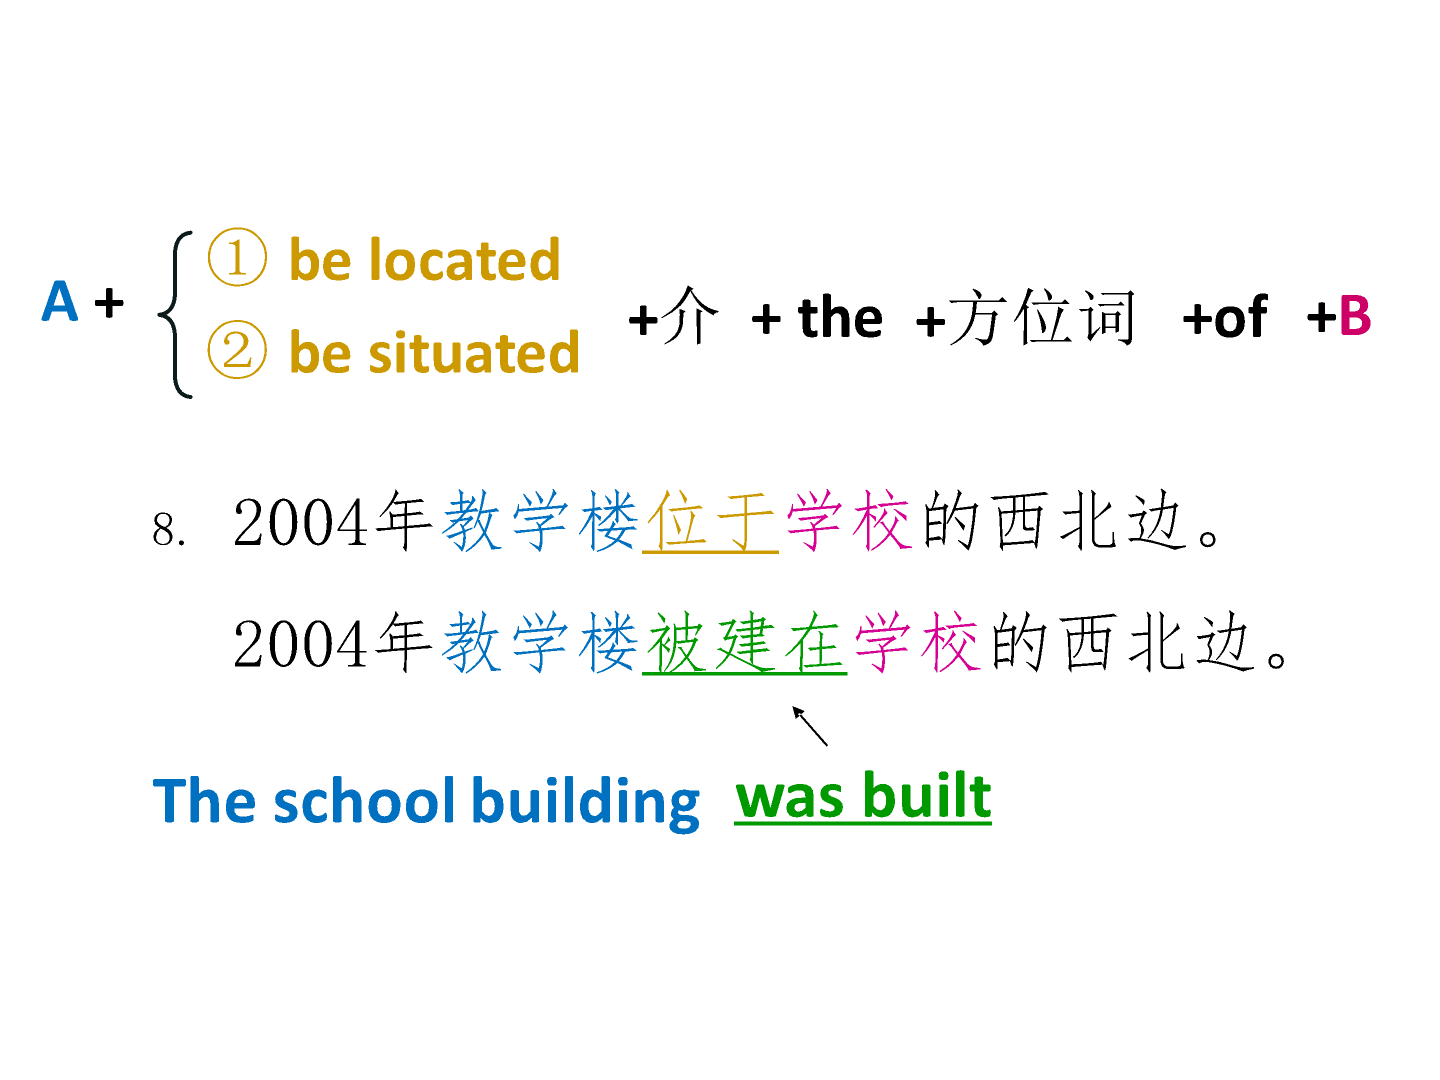 ① be located
A +
② be situated
+介 + the +方位词 +of +B
8. 2004年教学楼位于学校的西北边。
2004年教学楼被建在学校的西北边。
The school building was built